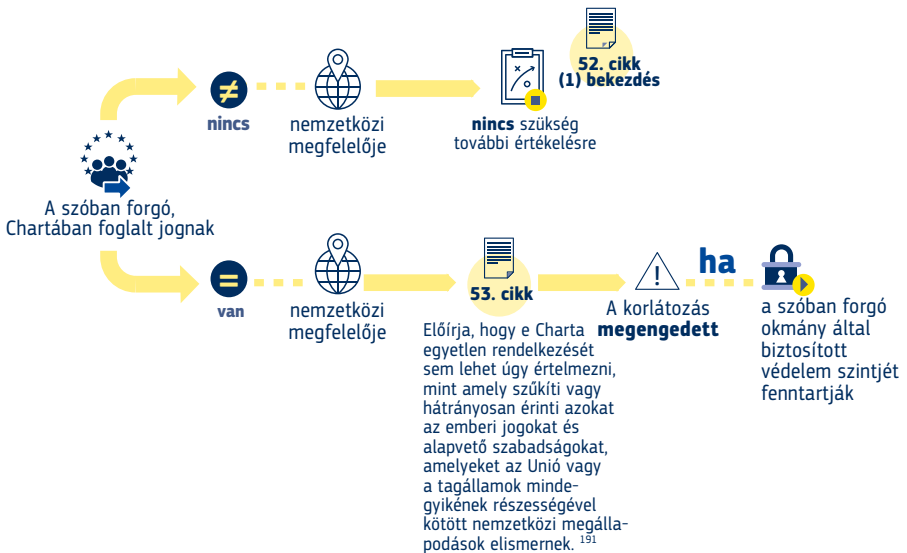 A szóban forgó,
Chartában foglalt jognak
≠
nincs
nemzetközi
megfelelője
nincs szükség
további értékelésre
52. cikk
(1) bekezdés
=
van
nemzetközi
megfelelője
53. cikk
Előírja, hogy e Charta
egyetlen rendelkezését
sem lehet úgy értelmezni,
mint amely szűkíti vagy
hátrányosan érinti azokat
az emberi jogokat és
alapvető szabadságokat,
amelyeket az Unió vagy
a tagállamok minde-
gyikének részességével
kötött nemzetközi megálla-
podások elismernek. 191
!
A korlátozás
megengedett
ha
a szóban forgó
okmány által
biztosított
védelem szintjét
fenntartják